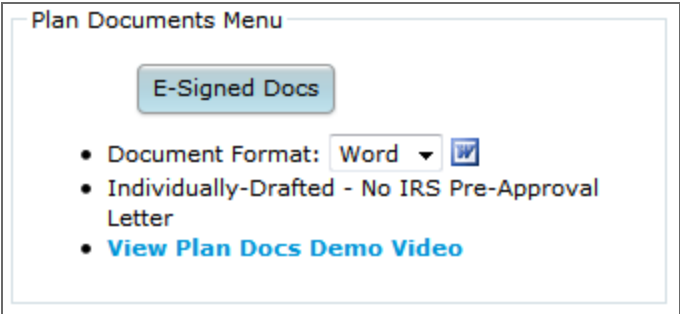 Plan Documents Menu
E-Signed Docs
Document Format: Word
Individually-Drafted - No IRS Pre-Approval
Letter
View Plan Docs Demo Video